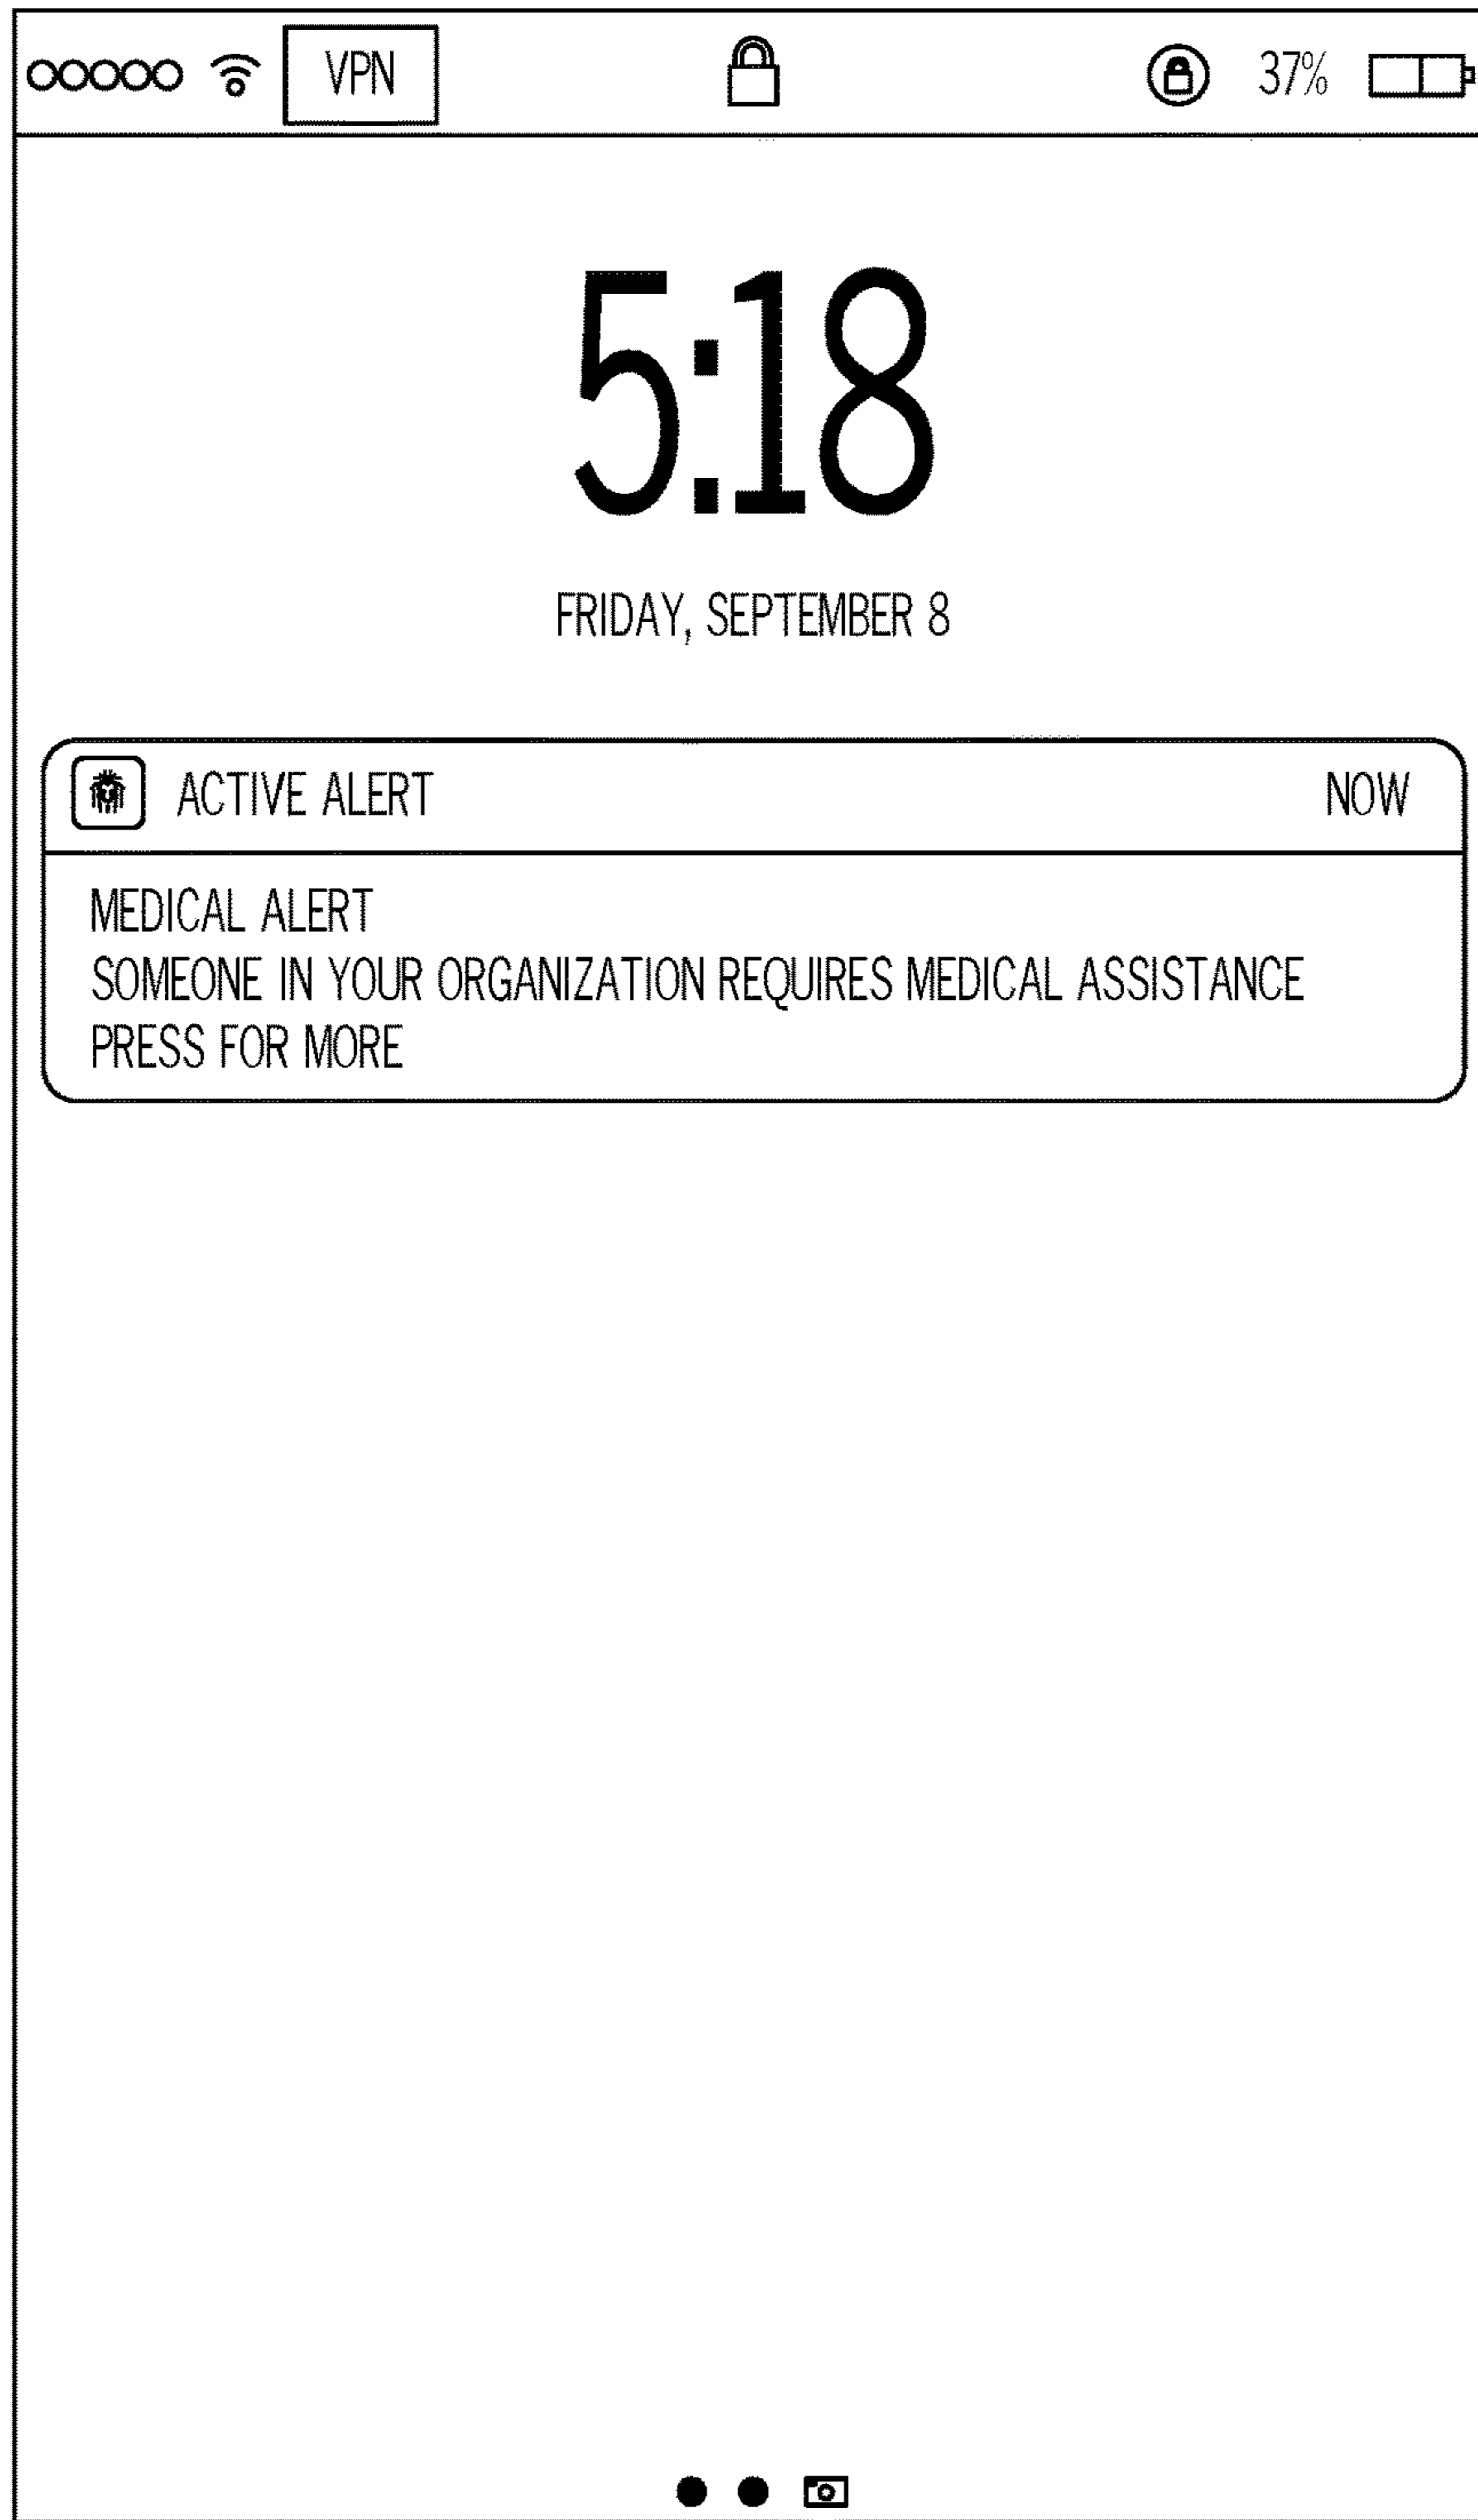 VPN 37%
5:18
FRIDAY, SEPTEMBER 8
ACTIVE ALERT NOW
MEDICAL ALERT
SOMEONE IN YOUR ORGANIZATION REQUIRES MEDICAL ASSISTANCE
PRESS FOR MORE